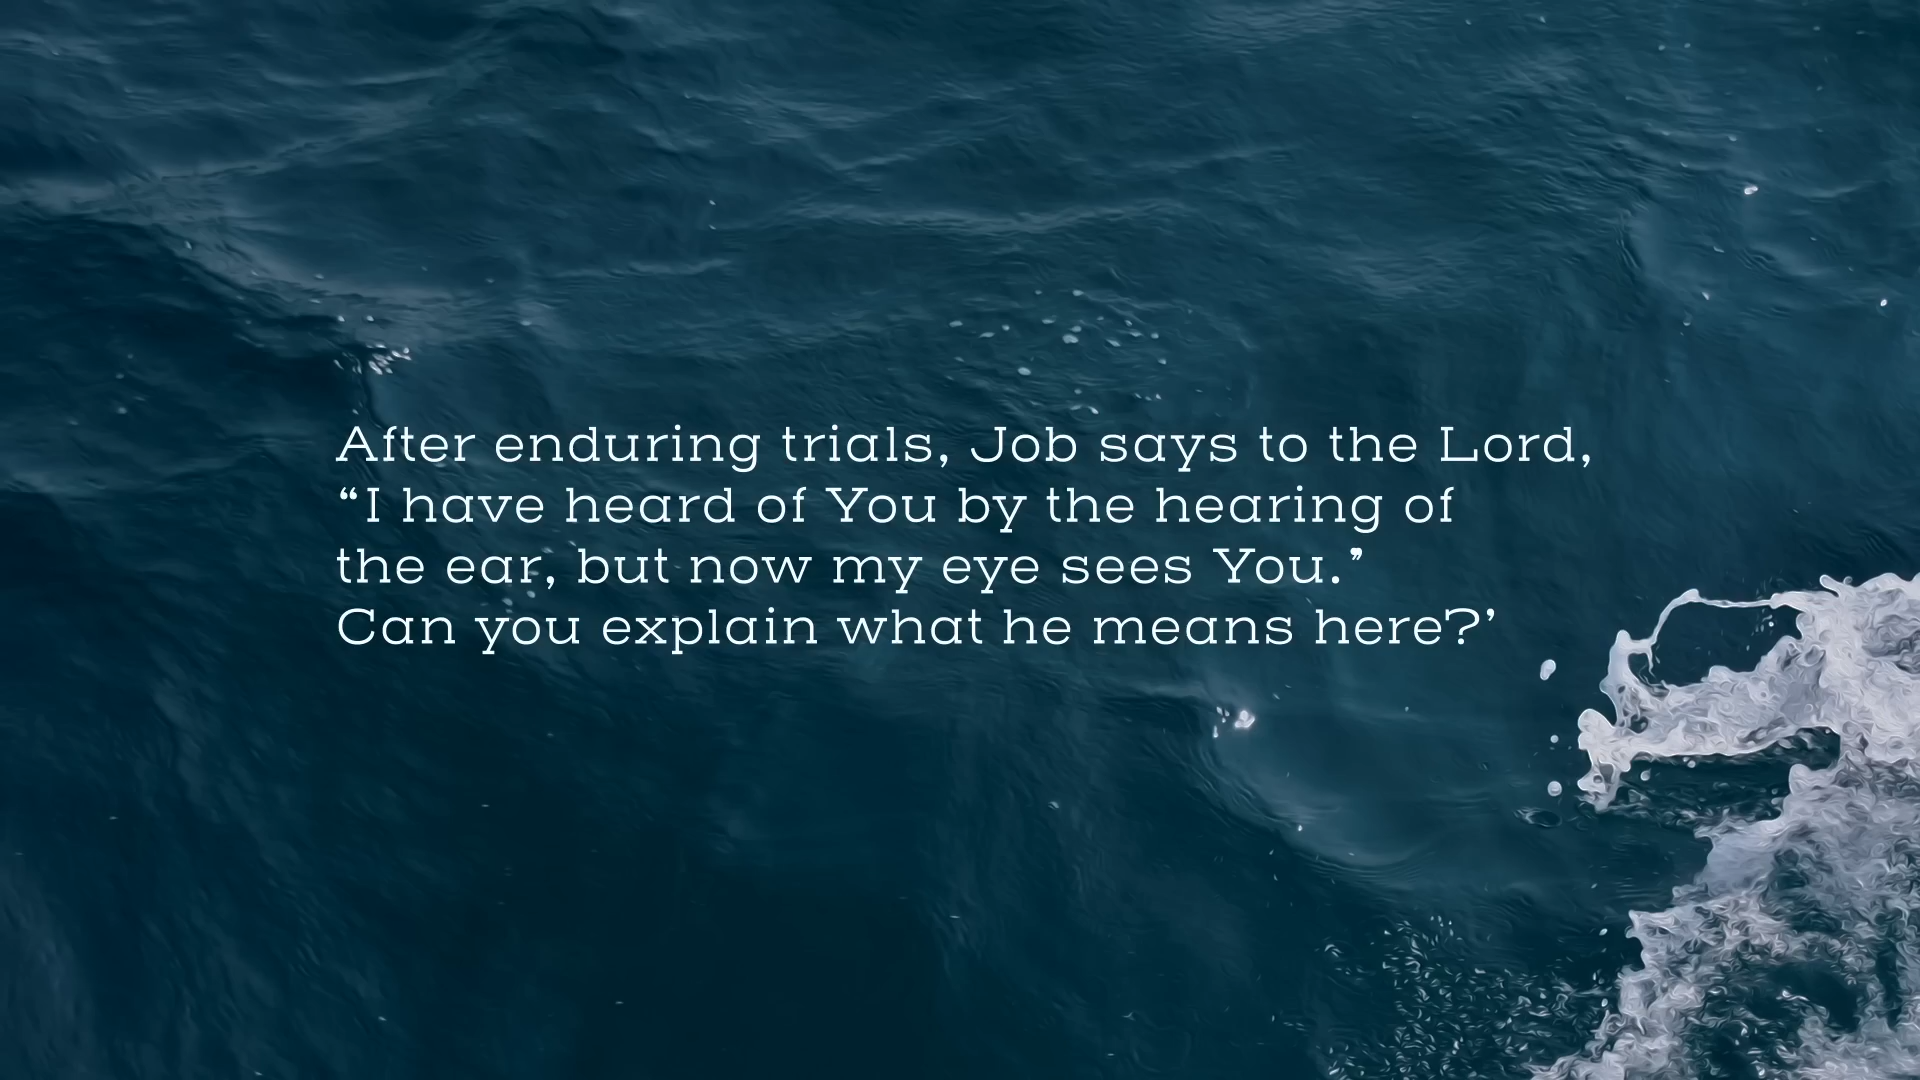 After enduring trials, Job says to the Lord,
“I have heard of You by the hearing of
the ear, but now my eye sees You.”
Can you explain what he means here?’